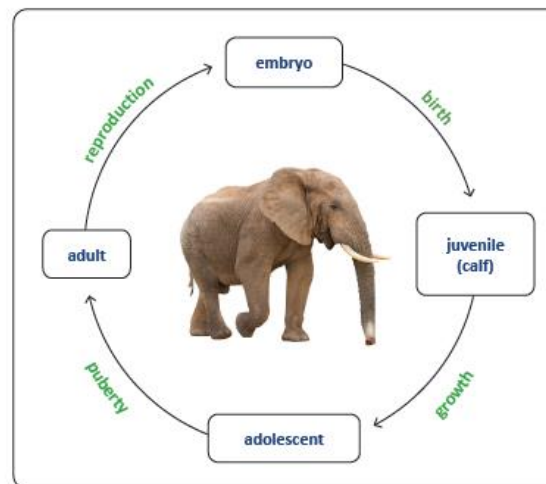 embryo
birth
juvenile
(calf)
growth
adolescent
puberty
adult
reproduction